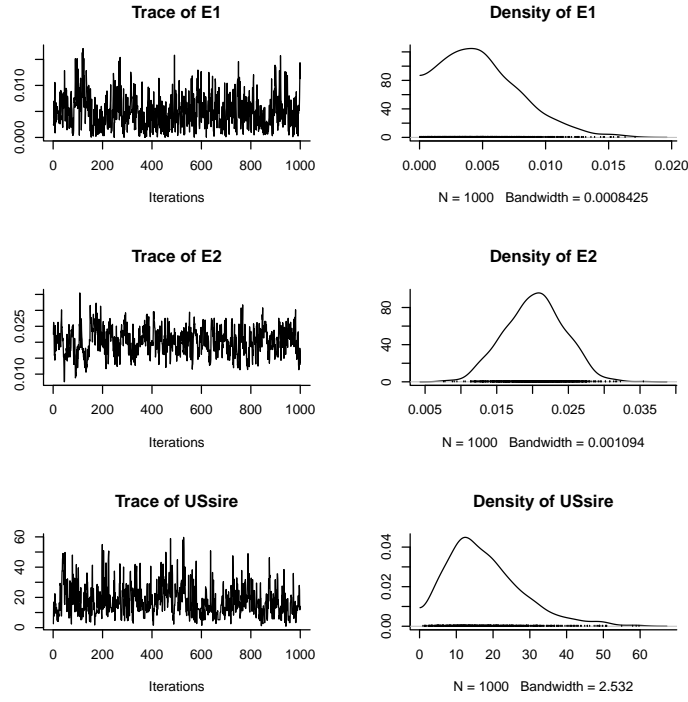 Trace of E1
0.000 0.010
0 200 400 600 800 1000
Iterations
Density of E1
0 40 80
0.000 0.005 0.010 0.015 0.020
N = 1000 Bandwidth = 0.0008425
Trace of E2
0.010 0.025
0 200 400 600 800 1000
Iterations
Density of E2
0 40 80
0.005 0.015 0.025 0.035
N = 1000 Bandwidth = 0.001094
Trace of USsire
0 20 40 60
0 200 400 600 800 1000
Iterations
Density of USsire
0.00 0.02 0.04
0 10 20 30 40 50 60
N = 1000 Bandwidth = 2.532